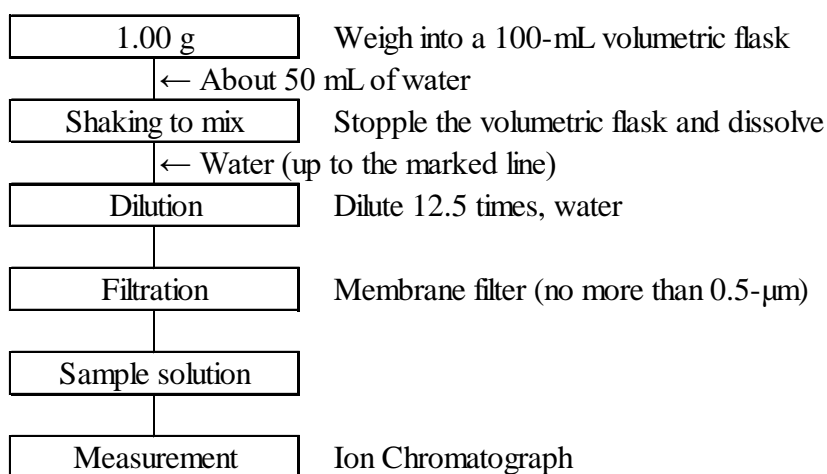 1.00 g Weigh into a 100-mL volumetric flask
← About 50 mL of water
Shaking to mix Stopple the volumetric flask and dissolve
← Water (up to the marked line)
Dilution Dilute 12.5 times, water
Filtration Membrane filter (no more than 0.5-μm)
Sample solution
Measurement Ion Chromatograph